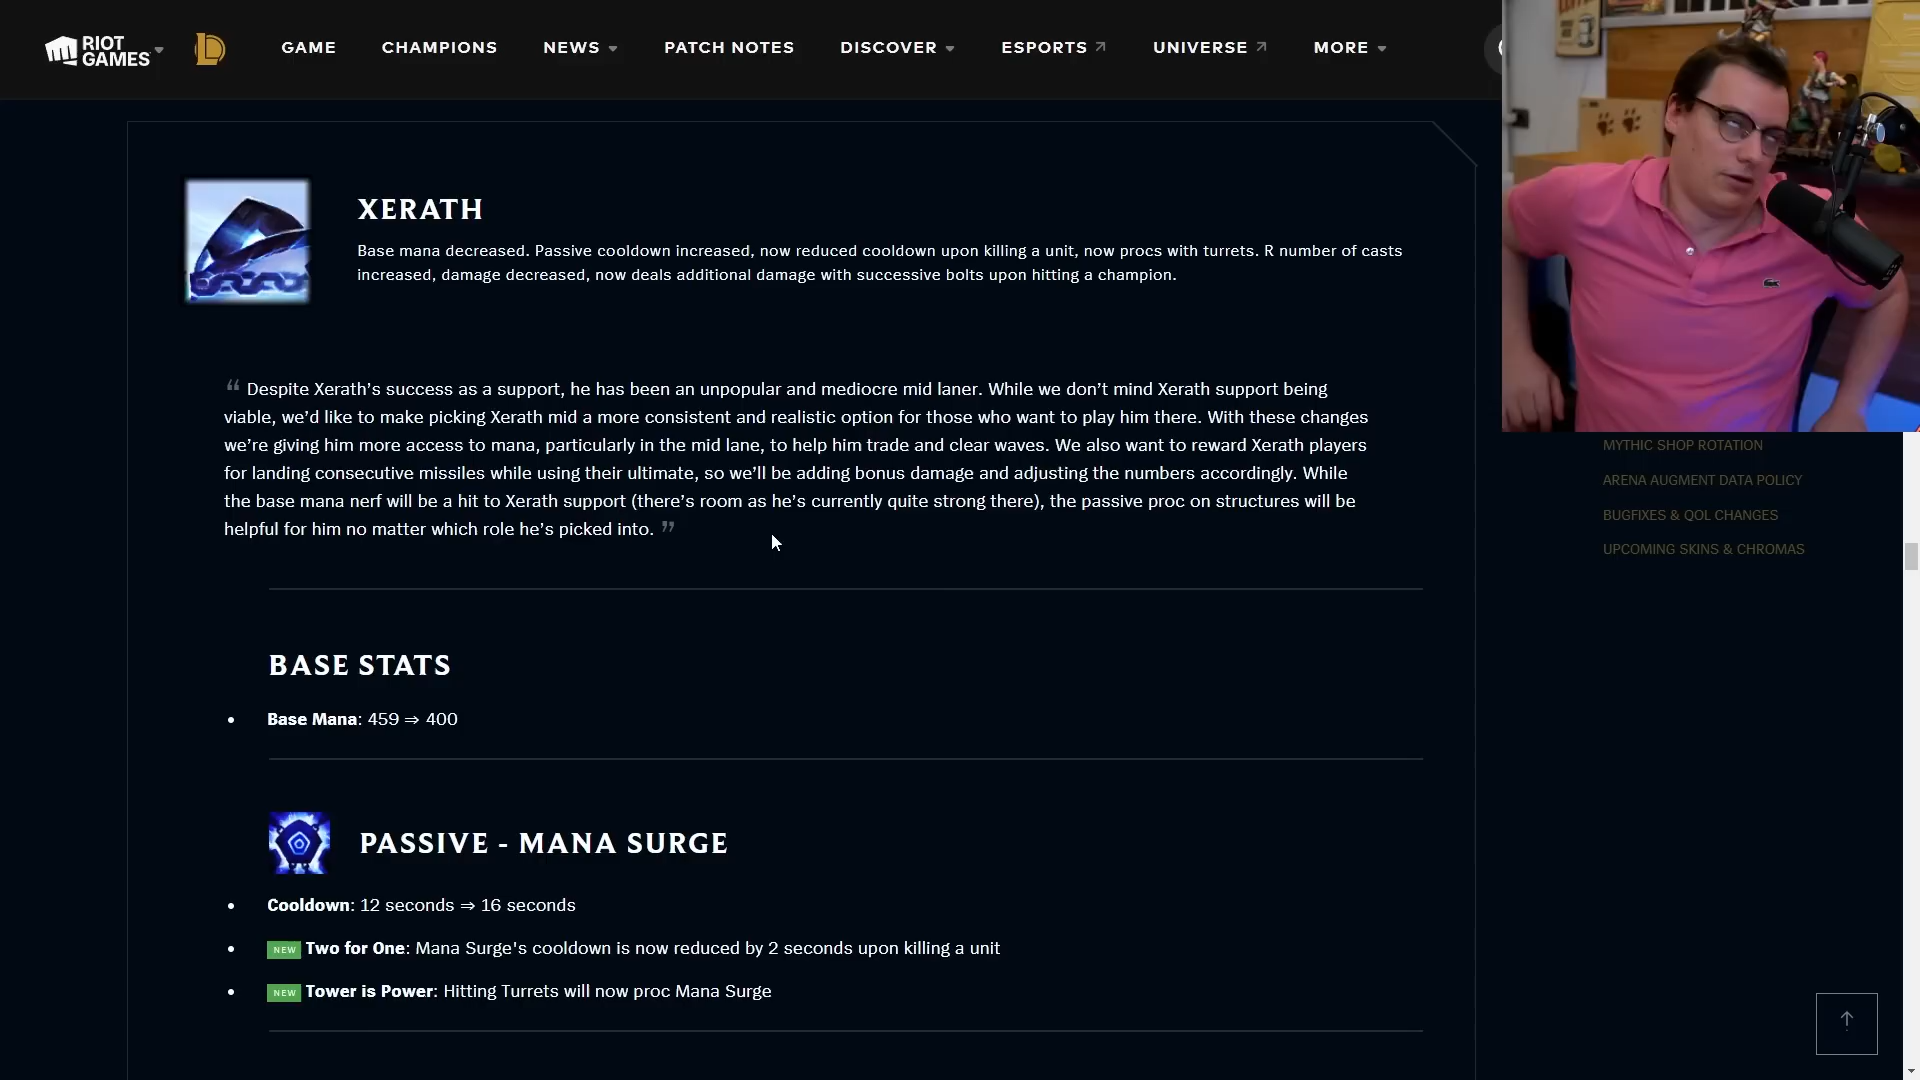 RIOT GAMES
GAME
CHAMPIONS
NEWS
PATCH NOTES
DISCOVER
ESPORTS
UNIVERSE
MORE
XERATH
Base mana decreased. Passive cooldown increased, now reduced cooldown upon killing a unit, now procs with turrets. R number of casts
increased, damage decreased, now deals additional damage with successive bolts upon hitting a champion.
“ Despite Xerath’s success as a support, he has been an unpopular and mediocre mid laner. While we don’t mind Xerath support being
viable, we’d like to make picking Xerath mid a more consistent and realistic option for those who want to play him there. With these changes
we’re giving him more access to mana, particularly in the mid lane, to help him trade and clear waves. We also want to reward Xerath players
for landing consecutive missiles while using their ultimate, so we’ll be adding bonus damage and adjusting the numbers accordingly. While
the base mana nerf will be a hit to Xerath support (there’s room as he’s currently quite strong there), the passive proc on structures will be
helpful for him no matter which role he’s picked into. ”
BASE STATS
• Base Mana: 459 ⇒ 400
PASSIVE - MANA SURGE
• Cooldown: 12 seconds ⇒ 16 seconds
• NEW Two for One: Mana Surge's cooldown is now reduced by 2 seconds upon killing a unit
• NEW Tower is Power: Hitting Turrets will now proc Mana Surge
MYTHIC SHOP ROTATION
ARENA AUGMENT DATA POLICY
BUGFIXES & QOL CHANGES
UPCOMING SKINS & CHROMAS